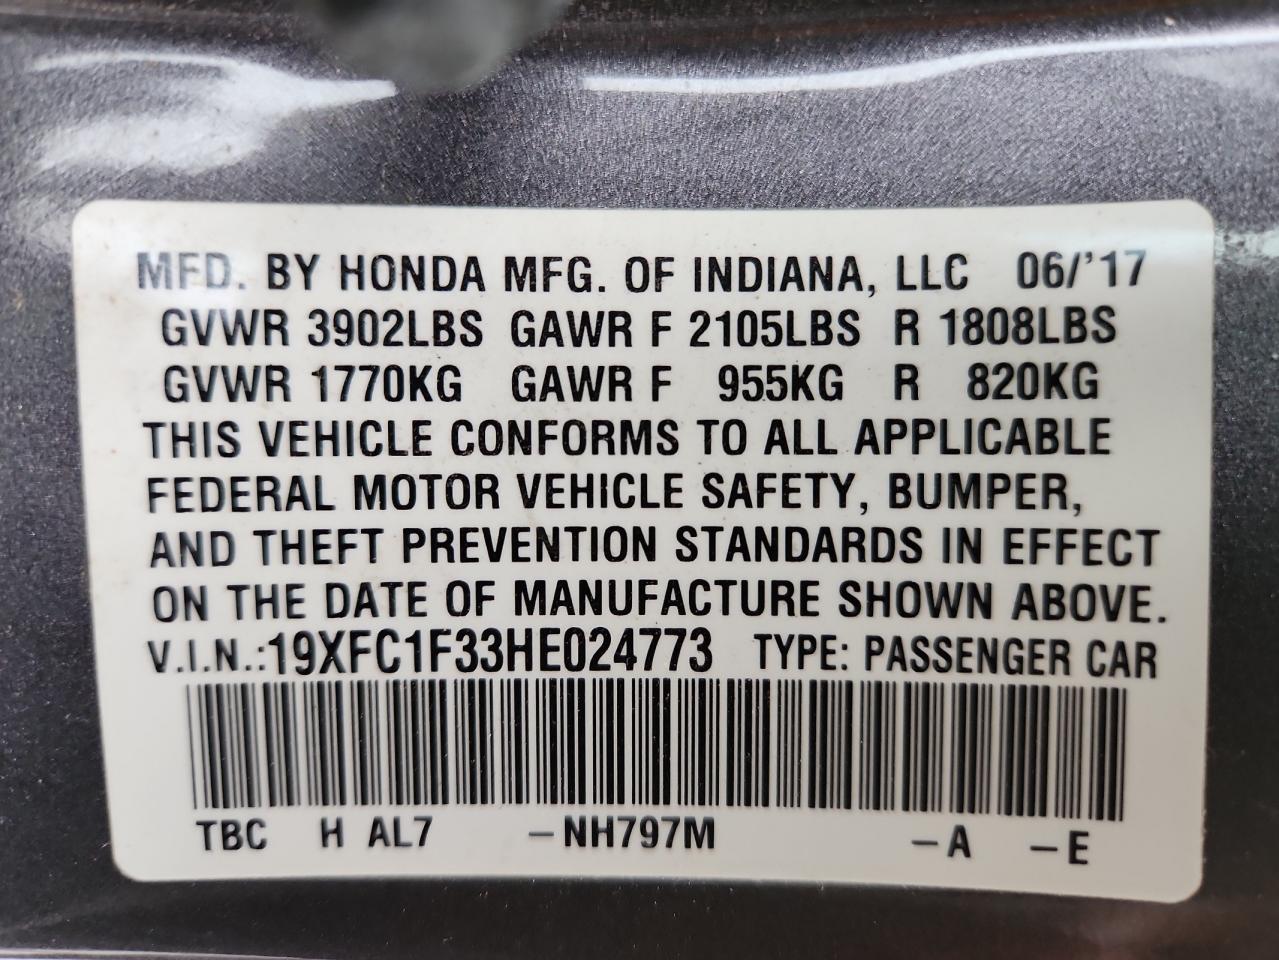 MFD. BY HONDA MFG. OF INDIANA, LLC 06/'17
GVWR 3902LBS GAWR F 2105LBS R 1808LBS
GVWR 1770KG GAWR F 955KG R 820KG
THIS VEHICLE CONFORMS TO ALL APPLICABLE
FEDERAL MOTOR VEHICLE SAFETY, BUMPER,
AND THEFT PREVENTION STANDARDS IN EFFECT
ON THE DATE OF MANUFACTURE SHOWN ABOVE.
V.I.N.:19XFC1F33HE024773 TYPE: PASSENGER CAR
TBC H AL7 –NH797M –A –E